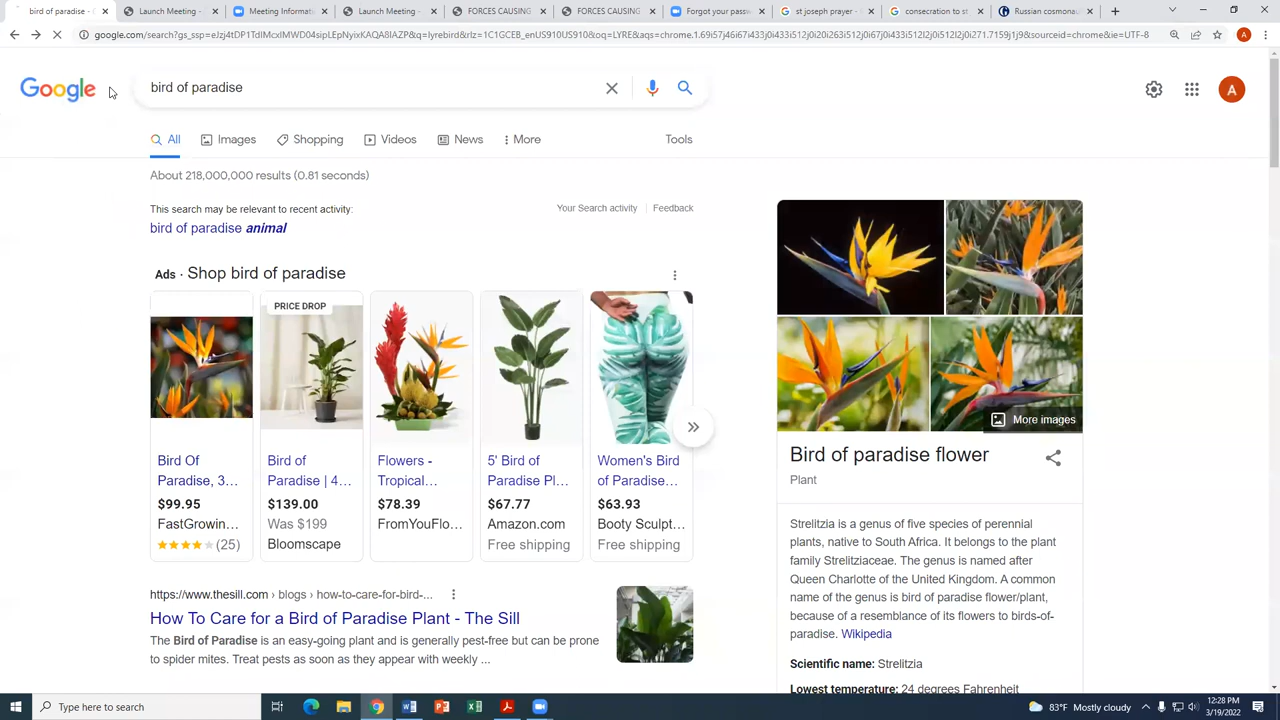 bird of paradise - G
Launch Meeting -
Meeting Informati
Launch Meeting -
FORCES CAUSING
FORCES CAUSING
Forgot your passw
st joseph prayer -
consecration to st
Russian cosmonau
google.com/search?gs_ssp=eJzj4tDP1TdIMcxIMWD04sipLEpNyixKAQA8lAZP&q=lyrebird&rlz=1C1GCEB_enUS910US910&oq=LYRE&aqs=chrome.1.69i57j46i67i433j0i433i512j0i20i263i512j0i67j0i433i512l2j0i512l2j0i271.7159j1j9&sourceid=chrome&ie=UTF-8
A
Google
bird of paradise
A
All
Images
Shopping
Videos
News
More
Tools
About 218,000,000 results (0.81 seconds)
This search may be relevant to recent activity:
Your Search activity
Feedback
bird of paradise animal
Ads · Shop bird of paradise
PRICE DROP
Bird Of
Paradise, 3...
$99.95
FastGrowin...
(25)
Bird of
Paradise | 4...
$139.00
Was $199
Bloomscape
Flowers -
Tropical...
$78.39
FromYouFlo...
5' Bird of
Paradise Pl...
$67.77
Amazon.com
Free shipping
Women's Bird
of Paradise...
$63.93
Booty Sculpt...
Free shipping
https://www.thesill.com › blogs › how-to-care-for-bird-...
How To Care for a Bird of Paradise Plant - The Sill
The Bird of Paradise is an easy-going plant and is generally pest-free but can be prone
to spider mites. Treat pests as soon as they appear with weekly ...
More images
Bird of paradise flower
Plant
Strelitzia is a genus of five species of perennial
plants, native to South Africa. It belongs to the plant
family Strelitziaceae. The genus is named after
Queen Charlotte of the United Kingdom. A common
name of the genus is bird of paradise flower/plant,
because of a resemblance of its flowers to birds-of-
paradise. Wikipedia
Scientific name: Strelitzia
Lowest temperature: 24 degrees Fahrenheit
Type here to search
83°F Mostly cloudy
12:28 PM
3/19/2022